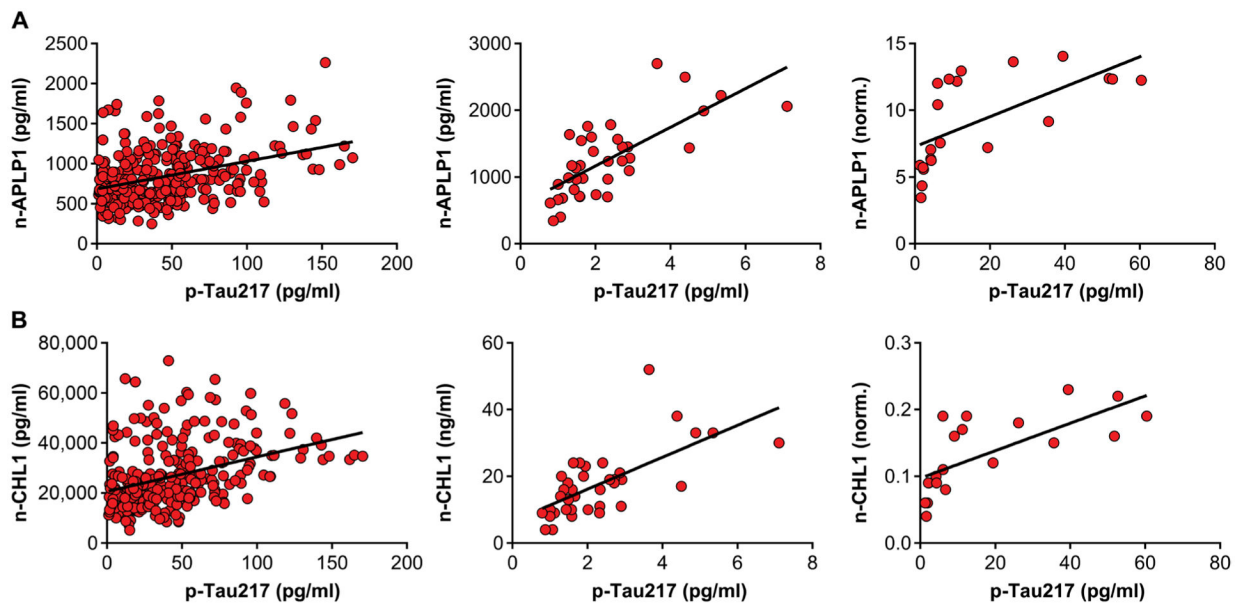 A
n-APLP1 (pg/ml)
2500
2000
1500
1000
500
0
0 50 100 150 200
p-Tau217 (pg/ml)
n-APLP1 (pg/ml)
3000
2000
1000
0
0 2 4 6 8
p-Tau217 (pg/ml)
n-APLP1 (norm.)
15
10
5
0
0 20 40 60 80
p-Tau217 (pg/ml)
B
n-CHL1 (pg/ml)
80,000
60,000
40,000
20,000
0
0 50 100 150 200
p-Tau217 (pg/ml)
n-CHL1 (ng/ml)
60
40
20
0
0 2 4 6 8
p-Tau217 (pg/ml)
n-CHL1 (norm.)
0.3
0.2
0.1
0.0
0 20 40 60 80
p-Tau217 (pg/ml)